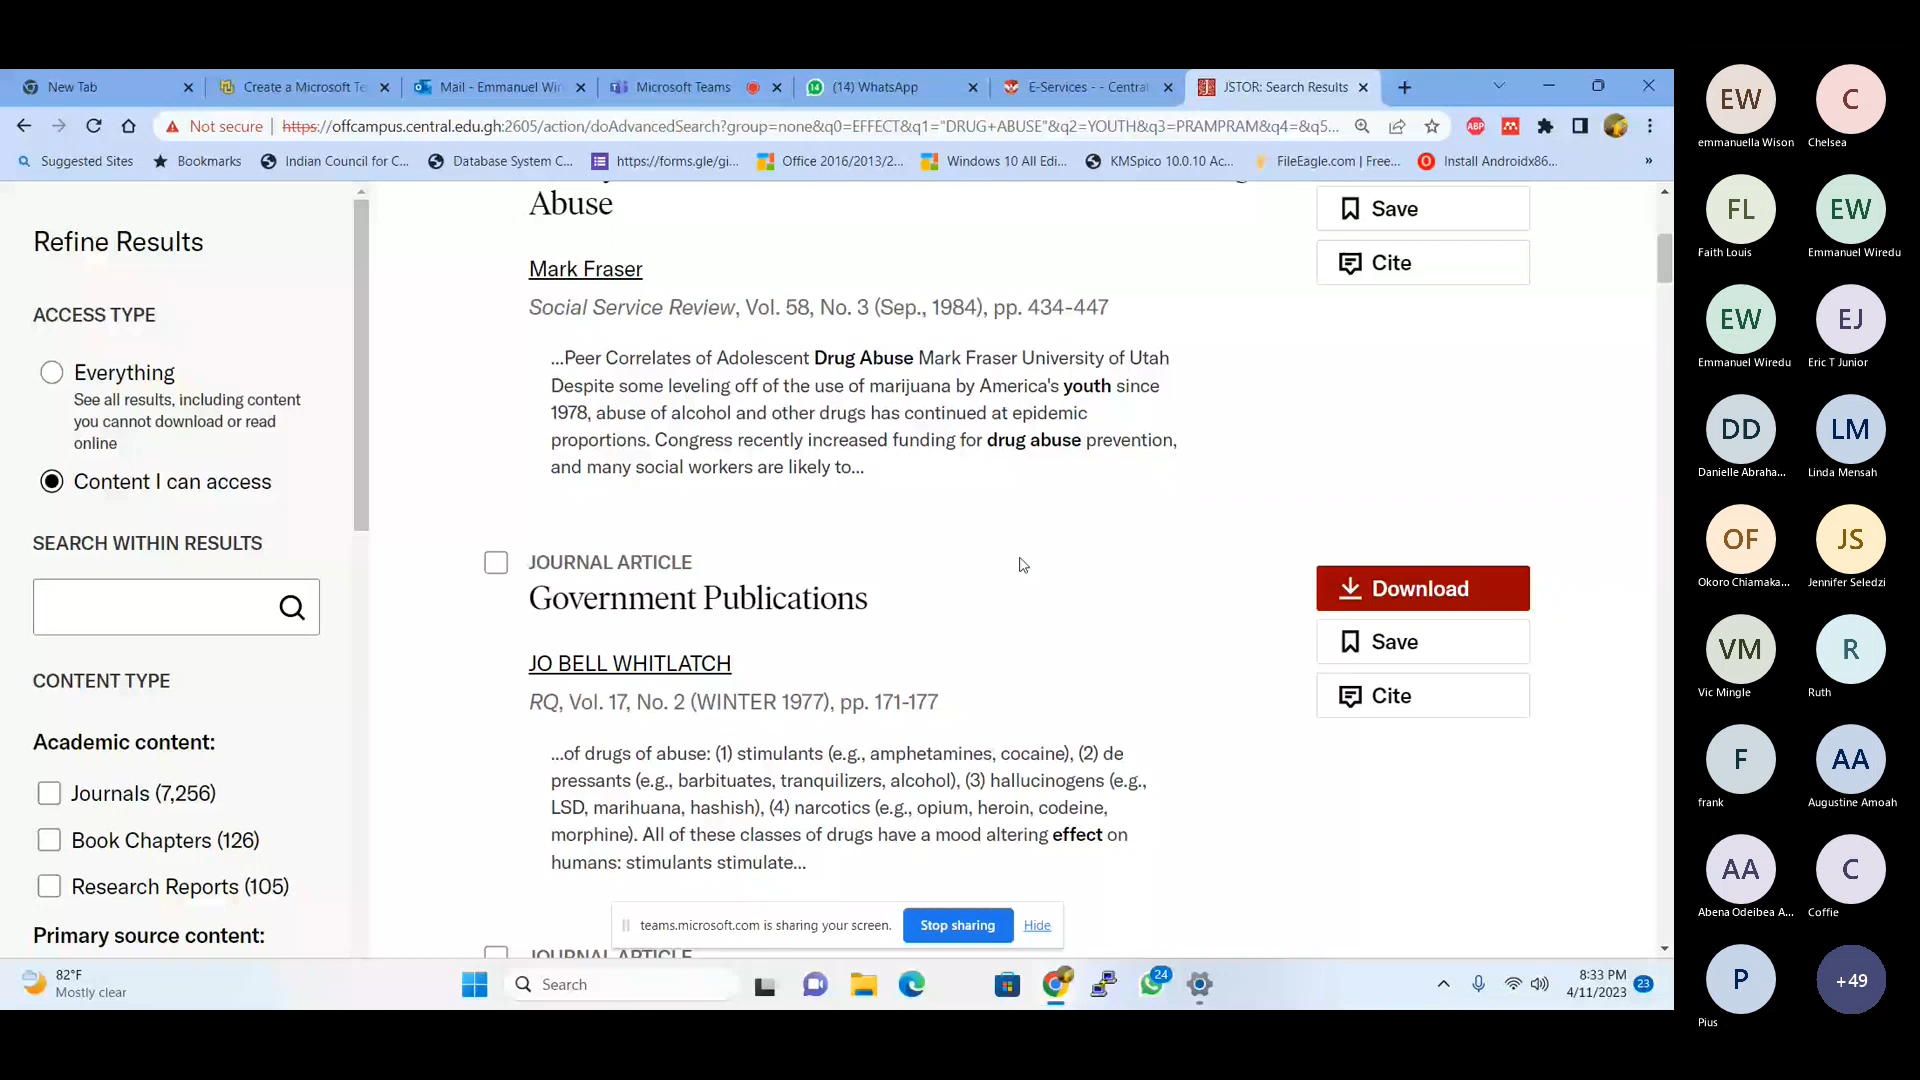 New Tab
Create a Microsoft Te
Mail - Emmanuel Wir
Microsoft Teams
(14) WhatsApp
E-Services - - Central
JSTOR: Search Results
Not secure | https://offcampus.central.edu.gh:2605/action/doAdvancedSearch?group=none&q0=EFFECT&q1="DRUG+ABUSE"&q2=YOUTH&q3=PRAMPRAM&q4=&q5...
Suggested Sites
Bookmarks
Indian Council for C...
Database System C...
https://forms.gle/gi...
Office 2016/2013/2...
Windows 10 All Edi...
KMSpico 10.0.10 Ac...
FileEagle.com | Free...
Install Androidx86...
»
Refine Results
ACCESS TYPE
Everything
See all results, including content
you cannot download or read
online
Content I can access
SEARCH WITHIN RESULTS
CONTENT TYPE
Academic content:
Journals (7,256)
Book Chapters (126)
Research Reports (105)
Primary source content:
Abuse
Mark Fraser
Social Service Review, Vol. 58, No. 3 (Sep., 1984), pp. 434-447
...Peer Correlates of Adolescent Drug Abuse Mark Fraser University of Utah
Despite some leveling off of the use of marijuana by America's youth since
1978, abuse of alcohol and other drugs has continued at epidemic
proportions. Congress recently increased funding for drug abuse prevention,
and many social workers are likely to...
Save
Cite
JOURNAL ARTICLE
Government Publications
JO BELL WHITLATCH
RQ, Vol. 17, No. 2 (WINTER 1977), pp. 171-177
...of drugs of abuse: (1) stimulants (e.g., amphetamines, cocaine), (2) de
pressants (e.g., barbituates, tranquilizers, alcohol), (3) hallucinogens (e.g.,
LSD, marihuana, hashish), (4) narcotics (e.g., opium, heroin, codeine,
morphine). All of these classes of drugs have a mood altering effect on
humans: stimulants stimulate...
Download
Save
Cite
JOURNAL ARTICLE
teams.microsoft.com is sharing your screen.
Stop sharing
Hide
82°F
Mostly clear
Search
24
8:33 PM
4/11/2023
23
EW
emmanuella Wison
C
Chelsea
FL
Faith Louis
EW
Emmanuel Wiredu
EW
Emmanuel Wiredu
EJ
Eric T Junior
DD
Danielle Abraha...
LM
Linda Mensah
OF
Okoro Chiamaka...
JS
Jennifer Seledzi
VM
Vic Mingle
R
Ruth
F
frank
AA
Augustine Amoah
AA
Abena Odeibea A...
C
Coffie
P
Pius
+49